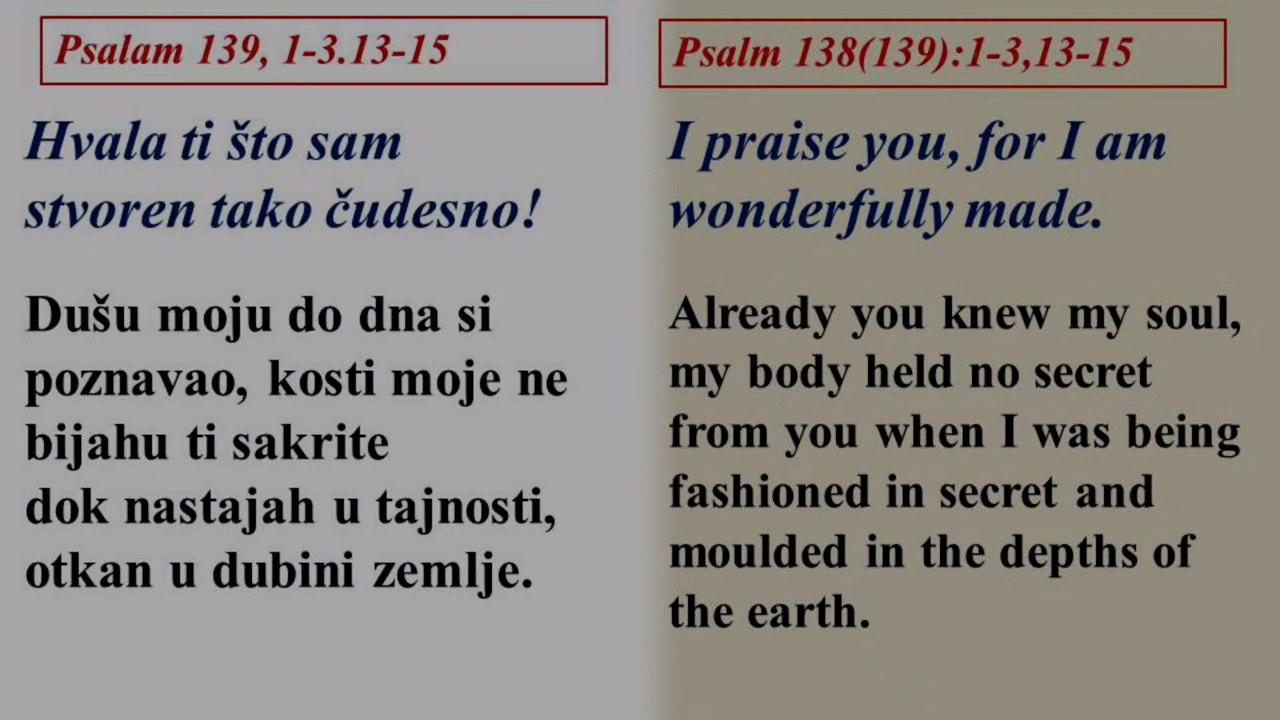 Psalam 139, 1-3.13-15
Hvala ti što sam
stvoren tako čudesno!
Dušu moju do dna si
poznavao, kosti moje ne
bijahu ti sakrite
dok nastajah u tajnosti,
otkan u dubini zemlje.
Psalm 138(139):1-3,13-15
I praise you, for I am
wonderfully made.
Already you knew my soul,
my body held no secret
from you when I was being
fashioned in secret and
moulded in the depths of
the earth.